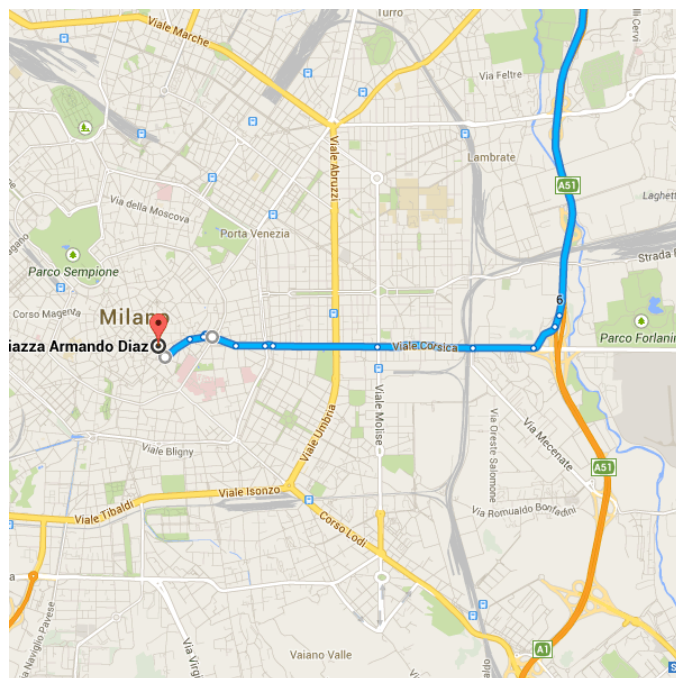 Turro
Viale Marche
Via Feltre
Lambrate
Viale Abruzzi
A51
Via della Moscova
Porta Venezia
Parco Sempione
Strada
Corso Magenta
Milano
6
Parco Forlanin
iazza Armando Diaz
Viale Corsica
Viale Molise
Viale Umbria
Via Mecenate
Via Oreste Salomone
Viale Bligny
A51
Viale Isonzo
Viale Tibaldi
Via Romualdo Bonfadini
Corso Lodi
Vaiano Valle
A1
S